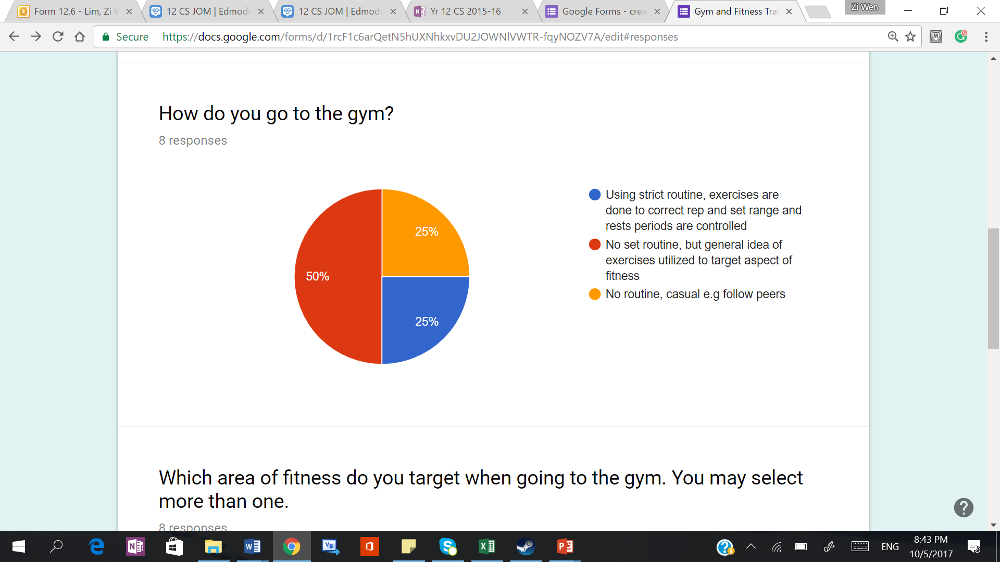 Form 12.6 - Lim, Zi W
12 CS JOM | Edmodo
12 CS JOM | Edmodo
Yr 12 CS 2015-16
Google Forms - crea
Gym and Fitness Trai
Zi Wen
Secure
https://docs.google.com/forms/d/1rcF1c6arQetN5hUXNhkxvDU2JOWNlVWTR-fqyNOZV7A/edit#responses
How do you go to the gym?
8 responses
25%
50%
25%
Using strict routine, exercises are
done to correct rep and set range and
rests periods are controlled
No set routine, but general idea of
exercises utilized to target aspect of
fitness
No routine, casual e.g follow peers
Which area of fitness do you target when going to the gym. You may select
more than one.
8 responses
ENG
8:43 PM
10/5/2017